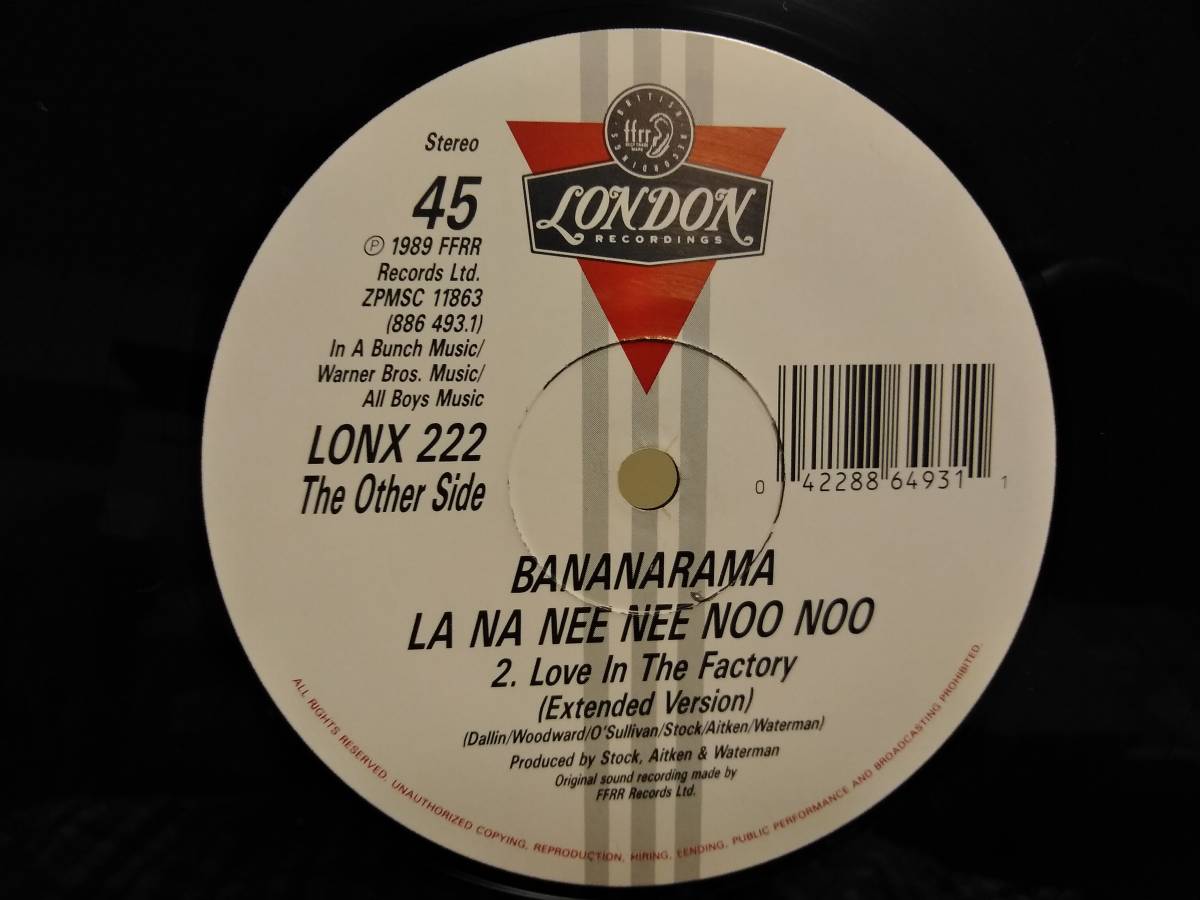 BRITISH RECORDINGS
ffrr
LONDON
RECORDINGS
Stereo
45
Ⓟ 1989 FFRR
Records Ltd.
ZPMSC 11863
(886 493.1)
In A Bunch Music/
Warner Bros. Music/
All Boys Music
LONX 222
The Other Side
0 42288 64931 1
BANANARAMA
LA NA NEE NEE NOO NOO
2. Love In The Factory
(Extended Version)
(Dallin/Woodward/O'Sullivan/Stock/Aitken/Waterman)
Produced by Stock, Aitken & Waterman
Original sound recording made by
FFRR Records Ltd.
ALL RIGHTS RESERVED. UNAUTHORIZED COPYING, REPRODUCTION, HIRING, LENDING, PUBLIC PERFORMANCE AND BROADCASTING PROHIBITED.